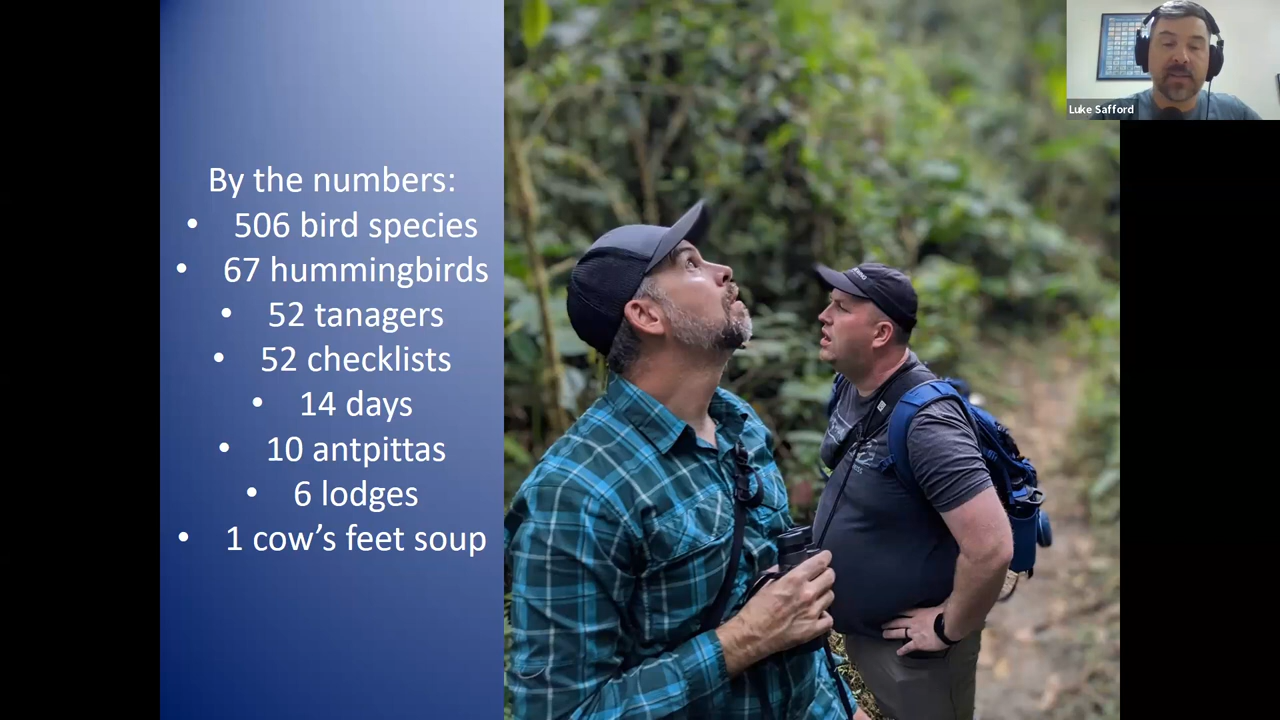 By the numbers:
• 506 bird species
• 67 hummingbirds
• 52 tanagers
• 52 checklists
• 14 days
• 10 antpittas
• 6 lodges
• 1 cow’s feet soup
Luke Safford